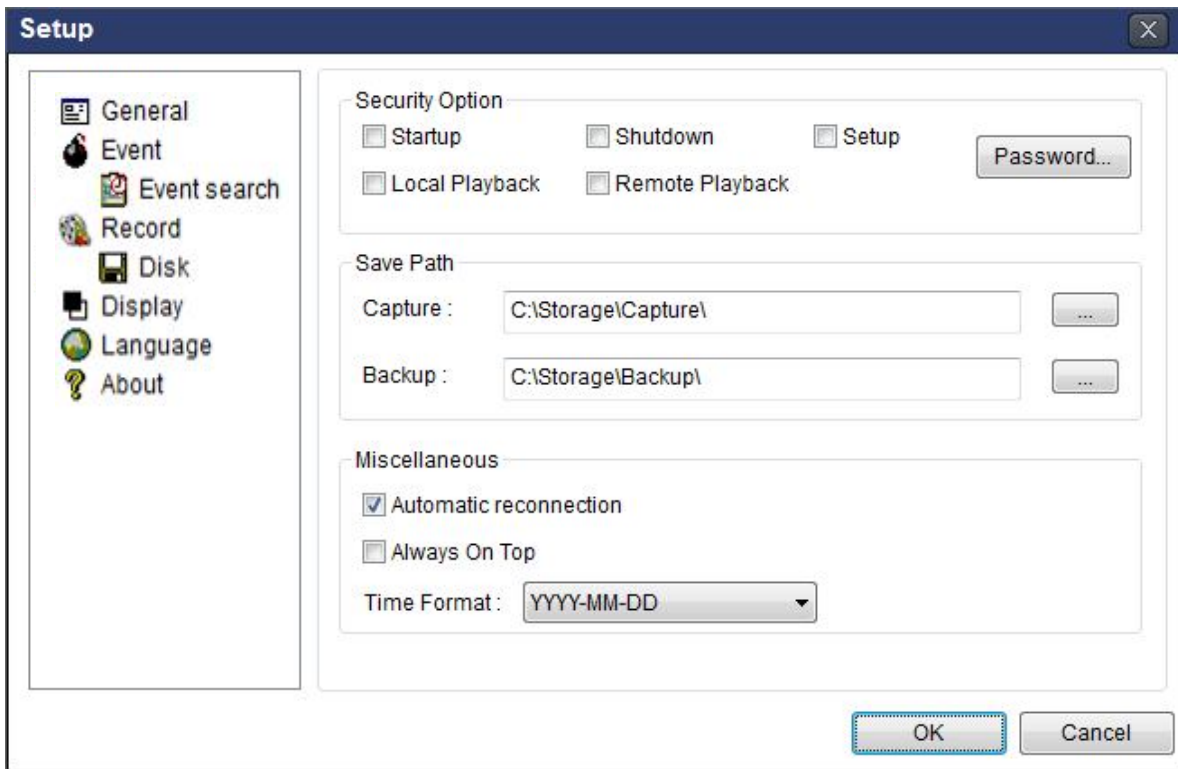 Setup
General
Event
Event search
Record
Disk
Display
Language
About
Security Option
Startup Shutdown Setup
Password...
Local Playback Remote Playback
Save Path
Capture : C:\Storage\Capture\ ...
Backup : C:\Storage\Backup\ ...
Miscellaneous
Automatic reconnection
Always On Top
Time Format : YYYY-MM-DD
OK Cancel